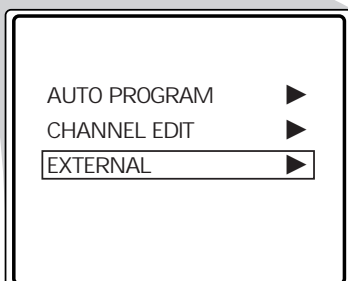 AUTO PROGRAM ▶
CHANNEL EDIT ▶
EXTERNAL ▶